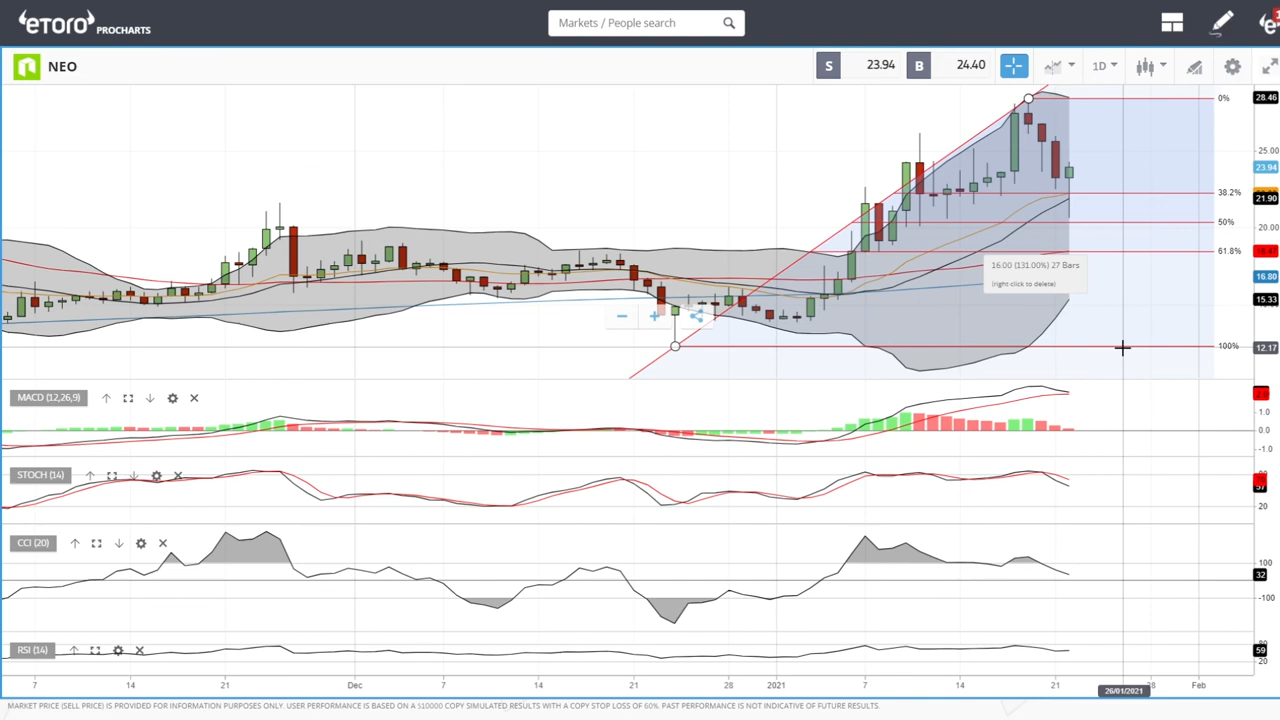 eToro PROCHARTS
Markets / People search
NEO
S 23.94 B 24.40
1D
28.46
0%
25.00
23.94
38.2%
21.90
50%
20.00
61.8%
16.00 (131.00%) 27 Bars
(right click to delete)
16.80
15.33
100%
12.17
MACD (12,26,9)
1.0
0.0
-1.0
STOCH (14)
20
CCI (20)
100
32
-100
RSI (14)
80
59
20
7 14 21 Dec 7 14 21 28 2021 7 14 21 28 Feb
26/01/2021
MARKET PRICE (SELL PRICE) IS PROVIDED FOR INFORMATION PURPOSES ONLY. USER PERFORMANCE IS BASED ON A $10000 COPY SIMULATED RESULTS WITH A COPY STOP LOSS OF 60%. PAST PERFORMANCE IS NOT INDICATIVE OF FUTURE RESULTS.